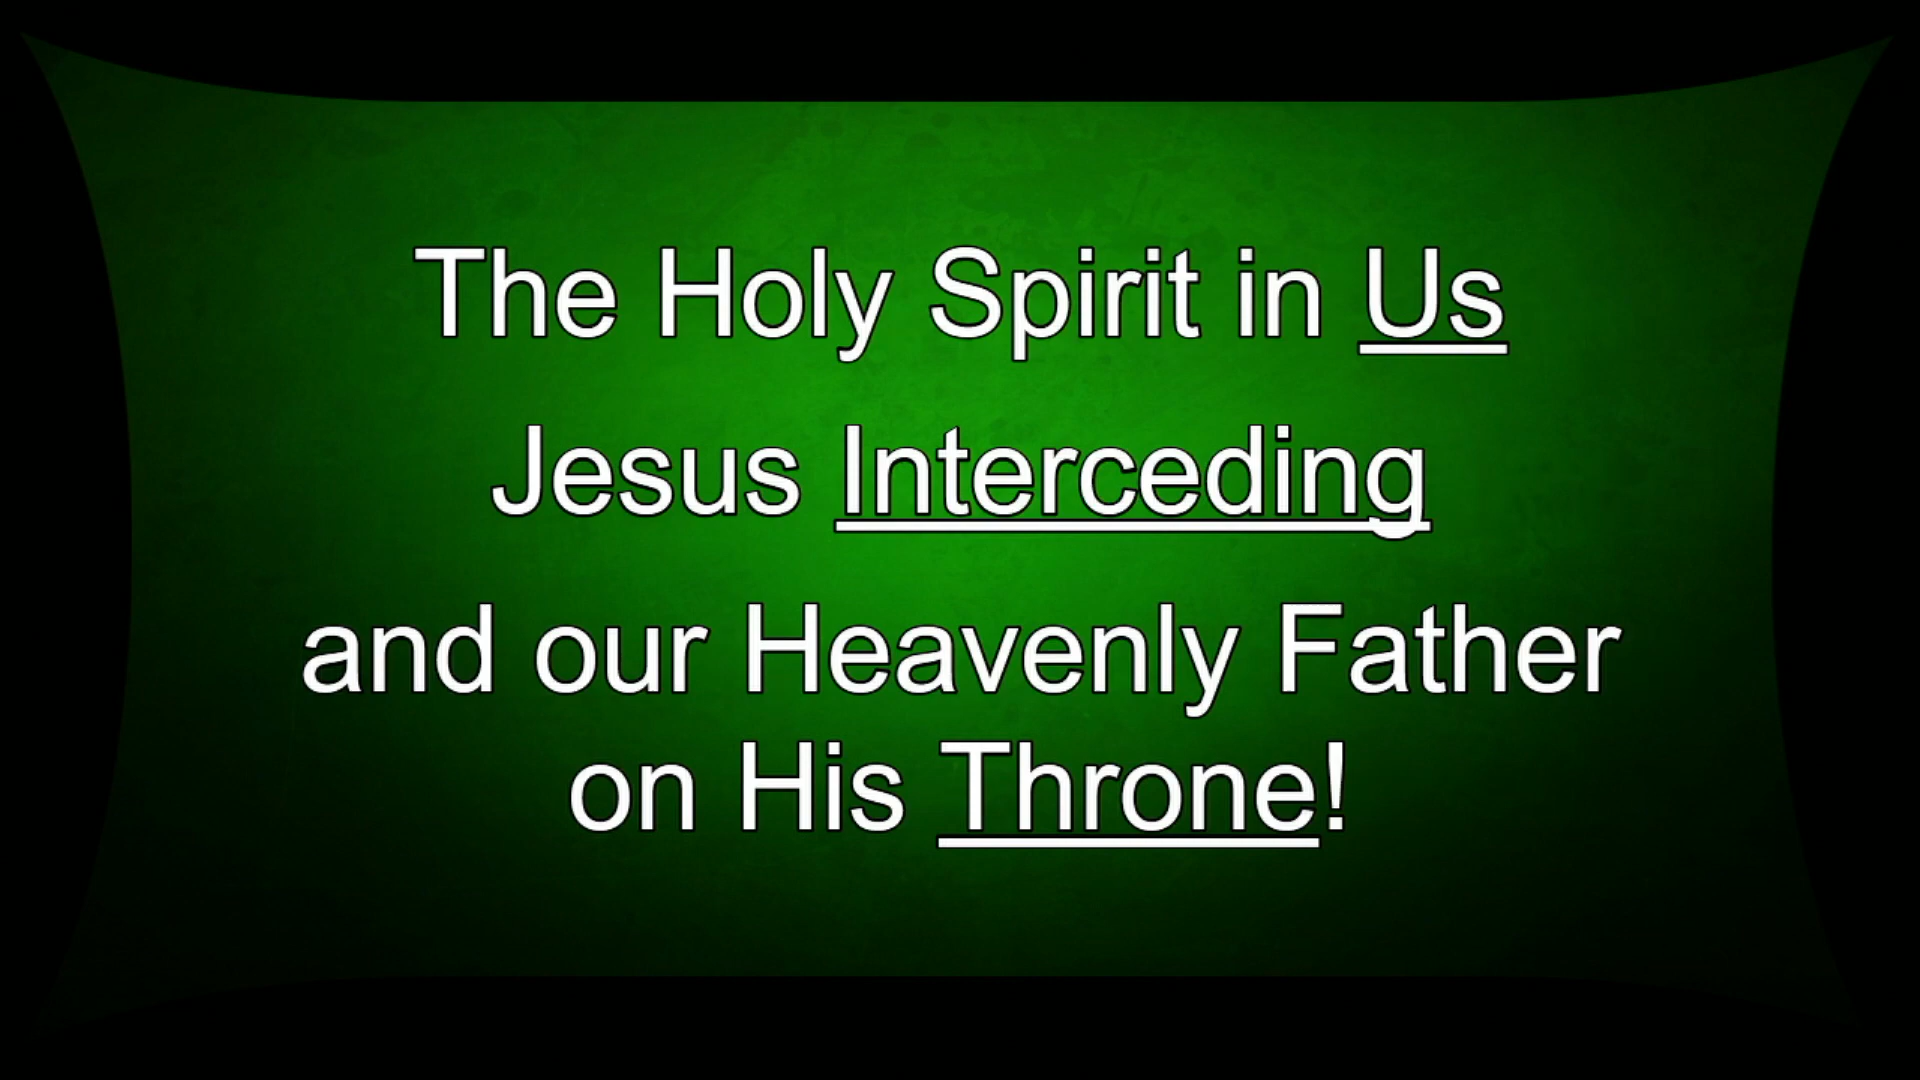 The Holy Spirit in Us
Jesus Interceding
and our Heavenly Father
on His Throne!